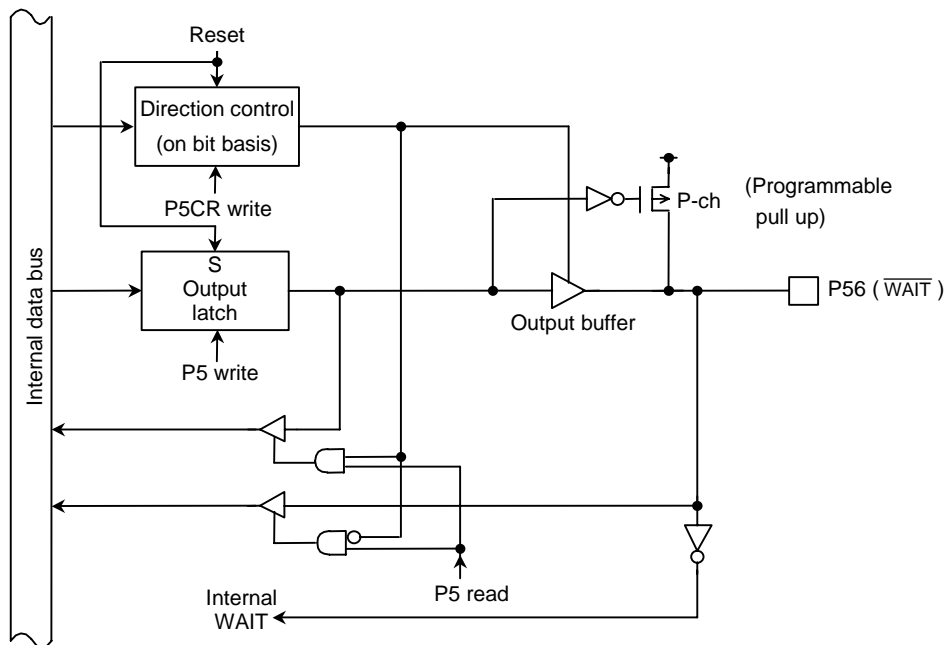 Reset
Direction control
(on bit basis)
P5CR write
P-ch
(Programmable
pull up)
Internal data bus
S
Output
latch
Output buffer
P56 ( WAIT )
P5 write
P5 read
Internal
WAIT